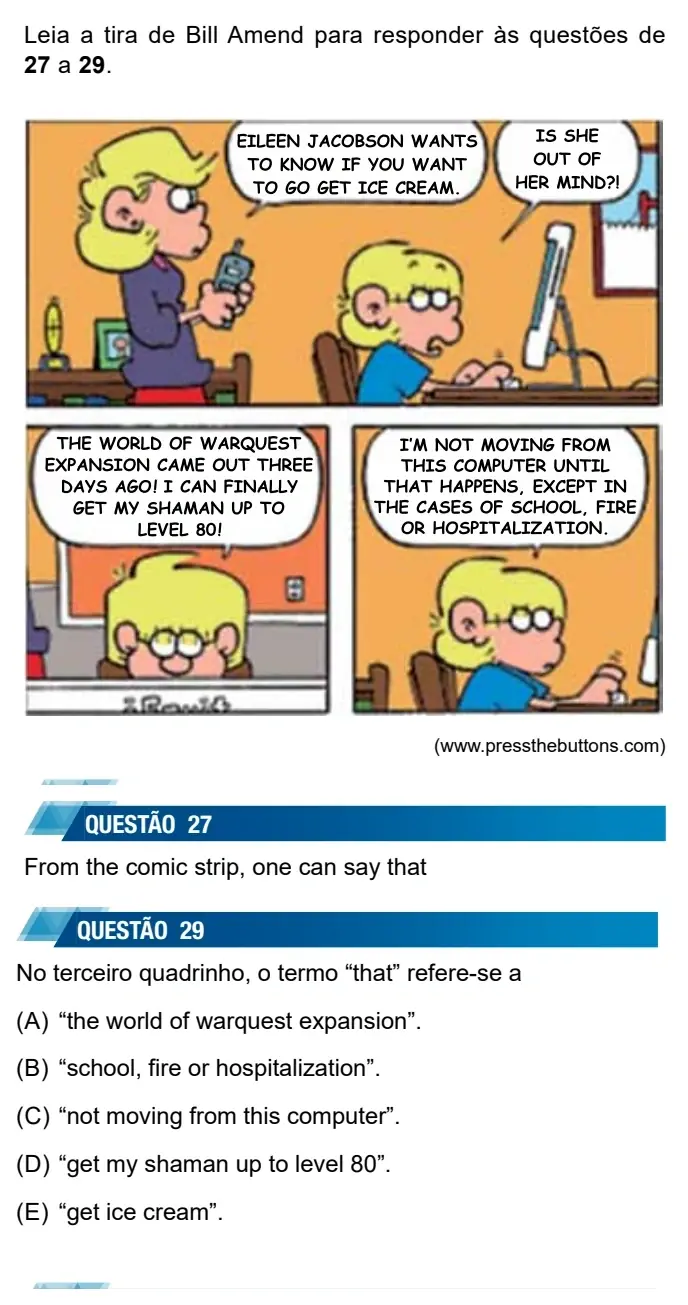 Leia a tira de Bill Amend para responder às questões de
27 a 29.
EILEEN JACOBSON WANTS
TO KNOW IF YOU WANT
TO GO GET ICE CREAM.
IS SHE
OUT OF
HER MIND?!
THE WORLD OF WARQUEST
EXPANSION CAME OUT THREE
DAYS AGO! I CAN FINALLY
GET MY SHAMAN UP TO
LEVEL 80!
I'M NOT MOVING FROM
THIS COMPUTER UNTIL
THAT HAPPENS, EXCEPT IN
THE CASES OF SCHOOL, FIRE
OR HOSPITALIZATION.
(www.pressthebuttons.com)
QUESTÃO 27
From the comic strip, one can say that
QUESTÃO 29
No terceiro quadrinho, o termo “that” refere-se a
(A) “the world of warquest expansion”.
(B) “school, fire or hospitalization”.
(C) “not moving from this computer”.
(D) “get my shaman up to level 80”.
(E) “get ice cream”.